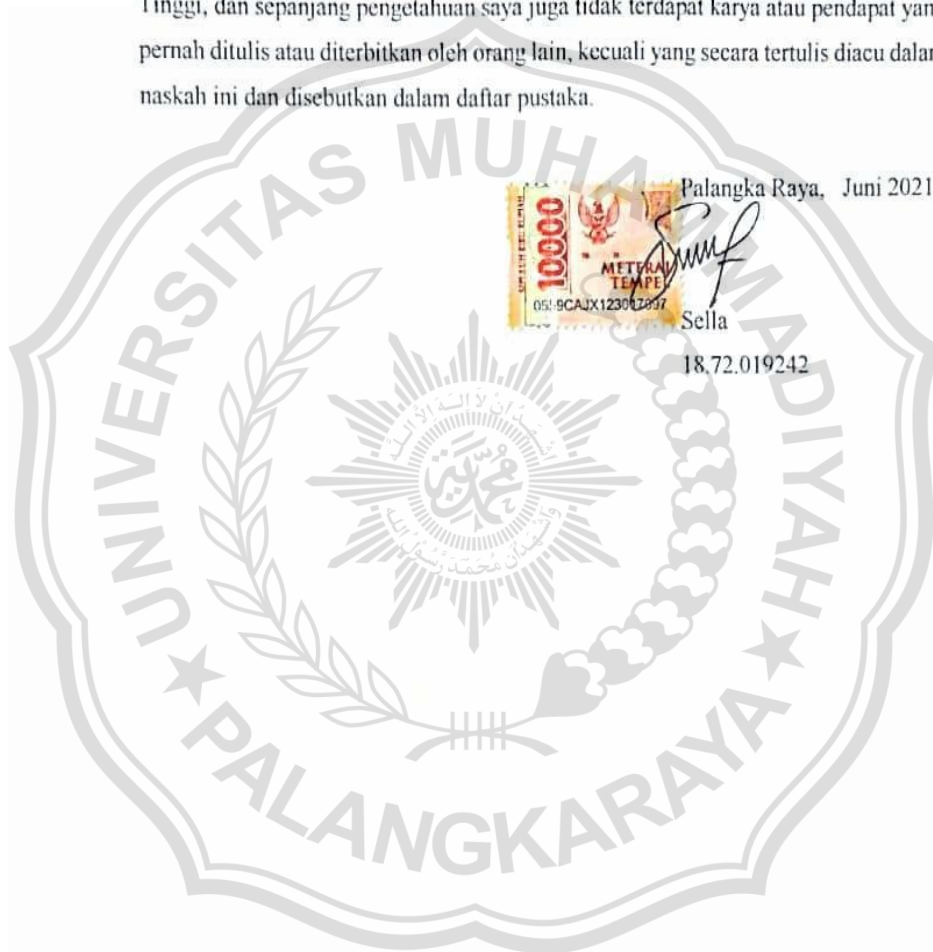 Tinggi, dan sepanjang pengetahuan saya juga tidak terdapat karya atau pendapat yan
pernah ditulis atau diterbitkan oleh orang lain, kecuali yang secara tertulis diacu dalar
naskah ini dan disebutkan dalam daftar pustaka.
Palangka Raya, Juni 2021
10000
METERAI
TEMPEL
Sella
18.72.019242
UNIVERSITAS MUHAMMADIYAH
PALANGKARAYA